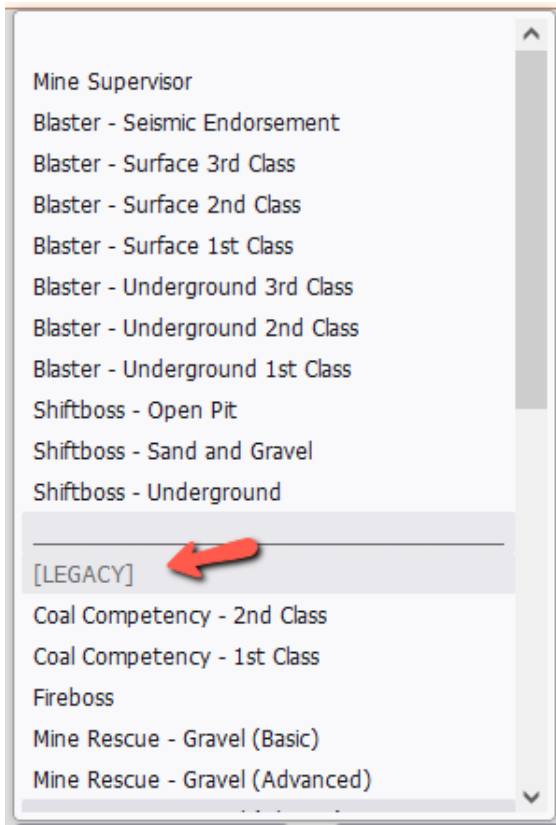 Mine Supervisor
Blaster - Seismic Endorsement
Blaster - Surface 3rd Class
Blaster - Surface 2nd Class
Blaster - Surface 1st Class
Blaster - Underground 3rd Class
Blaster - Underground 2nd Class
Blaster - Underground 1st Class
Shiftboss - Open Pit
Shiftboss - Sand and Gravel
Shiftboss - Underground
[LEGACY]
Coal Competency - 2nd Class
Coal Competency - 1st Class
Fireboss
Mine Rescue - Gravel (Basic)
Mine Rescue - Gravel (Advanced)